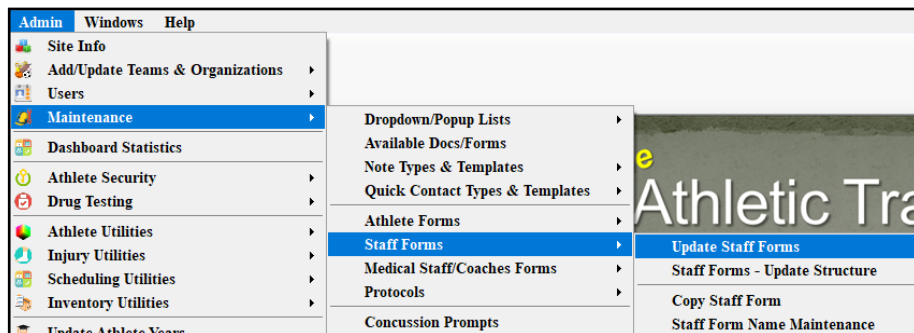 Admin Windows Help
Site Info
Add/Update Teams & Organizations
Users
Maintenance
Dashboard Statistics
Athlete Security
Drug Testing
Athlete Utilities
Injury Utilities
Scheduling Utilities
Inventory Utilities
Update Athlete Years
Dropdown/Popup Lists
Available Docs/Forms
Note Types & Templates
Quick Contact Types & Templates
Athlete Forms
Staff Forms
Medical Staff/Coaches Forms
Protocols
Concussion Prompts
e
Athletic Tra
Update Staff Forms
Staff Forms - Update Structure
Copy Staff Form
Staff Form Name Maintenance